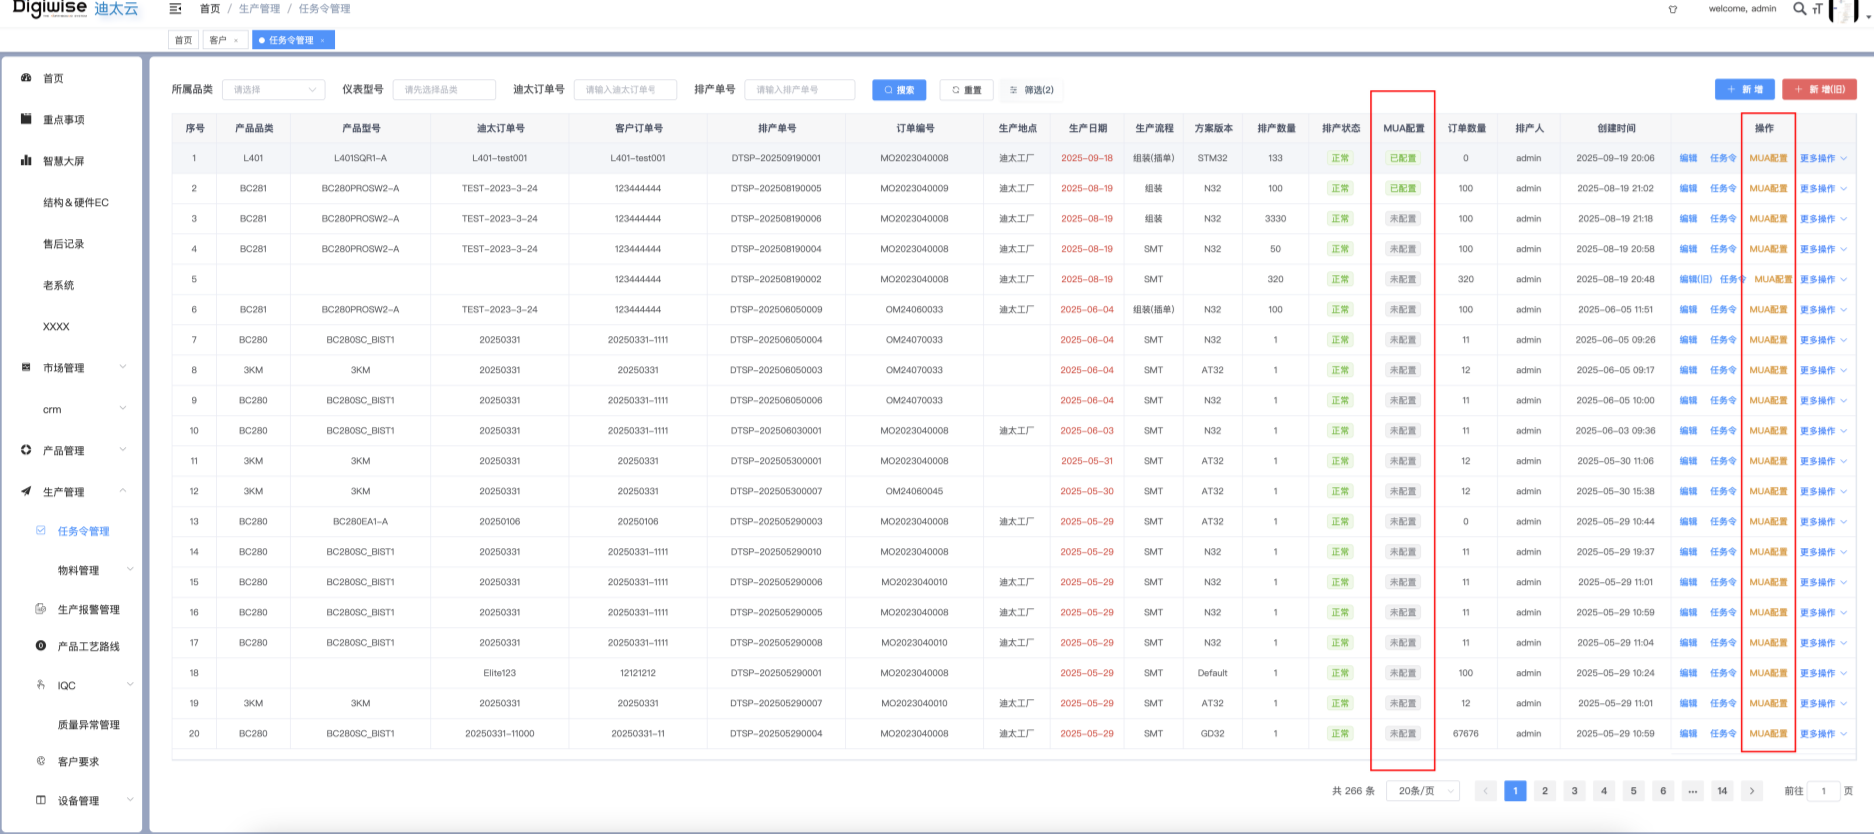 Digiwise 迪太云
首页 / 生产管理 / 任务令管理
welcome, admin
首页 客户 × 任务令管理 ×
首页
重点事项
智慧大屏
结构＆硬件EC
售后记录
老系统
XXXX
市场管理
crm
产品管理
生产管理
任务令管理
物料管理
生产报警管理
产品工艺路线
IQC
质量异常管理
客户要求
设备管理
所属品类 请选择 仪表型号 请先选择品类 迪太订单号 请输入迪太订单号 排产单号 请输入排产单号 搜索 重置 筛选(2) + 新 增 + 新 增(旧)
序号 产品品类 产品型号 迪太订单号 客户订单号 排产单号 订单编号 生产地点 生产日期 生产流程 方案版本 排产数量 排产状态 MUA配置 订单数量 排产人 创建时间 操作
1 L401 L401SQR1-A L401-test001 L401-test001 DTSP-202509190001 MO2023040008 迪太工厂 2025-09-18 组装(插单) STM32 133 正常 已配置 0 admin 2025-09-19 20:06 编辑 任务令 MUA配置 更多操作
2 BC281 BC280PROSW2-A TEST-2023-3-24 123444444 DTSP-202508190005 MO2023040009 迪太工厂 2025-08-19 组装 N32 100 正常 已配置 100 admin 2025-08-19 21:02 编辑 任务令 MUA配置 更多操作
3 BC281 BC280PROSW2-A TEST-2023-3-24 123444444 DTSP-202508190006 MO2023040008 迪太工厂 2025-08-19 组装 N32 3330 正常 未配置 100 admin 2025-08-19 21:18 编辑 任务令 MUA配置 更多操作
4 BC281 BC280PROSW2-A TEST-2023-3-24 123444444 DTSP-202508190004 MO2023040008 迪太工厂 2025-08-19 SMT N32 50 正常 未配置 100 admin 2025-08-19 20:58 编辑 任务令 MUA配置 更多操作
5 123444444 DTSP-202508190002 MO2023040008 迪太工厂 2025-08-19 SMT 320 正常 未配置 320 admin 2025-08-19 20:48 编辑(旧) 任务令 MUA配置 更多操作
6 BC281 BC280PROSW2-A TEST-2023-3-24 123444444 DTSP-202506050009 OM24060033 迪太工厂 2025-06-04 组装(插单) N32 100 正常 未配置 100 admin 2025-06-05 11:51 编辑 任务令 MUA配置 更多操作
7 BC280 BC280SC_BIST1 20250331 20250331-1111 DTSP-202506050004 OM24070033 2025-06-04 SMT N32 1 正常 未配置 11 admin 2025-06-05 09:26 编辑 任务令 MUA配置 更多操作
8 3KM 3KM 20250331 20250331 DTSP-202506050003 OM24070033 2025-06-04 SMT AT32 1 正常 未配置 12 admin 2025-06-05 09:17 编辑 任务令 MUA配置 更多操作
9 BC280 BC280SC_BIST1 20250331 20250331-1111 DTSP-202506050006 OM24070033 2025-06-04 SMT N32 1 正常 未配置 11 admin 2025-06-05 10:00 编辑 任务令 MUA配置 更多操作
10 BC280 BC280SC_BIST1 20250331 20250331-1111 DTSP-202506030001 MO2023040008 迪太工厂 2025-06-03 SMT N32 1 正常 未配置 11 admin 2025-06-03 09:36 编辑 任务令 MUA配置 更多操作
11 3KM 3KM 20250331 20250331 DTSP-202505300001 MO2023040008 2025-05-31 SMT AT32 1 正常 未配置 12 admin 2025-05-30 11:06 编辑 任务令 MUA配置 更多操作
12 3KM 3KM 20250331 20250331 DTSP-202505300007 OM24060045 2025-05-30 SMT AT32 1 正常 未配置 12 admin 2025-05-30 15:38 编辑 任务令 MUA配置 更多操作
13 BC280 BC280EA1-A 20250106 20250106 DTSP-202505290003 MO2023040008 迪太工厂 2025-05-29 SMT AT32 1 正常 未配置 0 admin 2025-05-29 10:44 编辑 任务令 MUA配置 更多操作
14 BC280 BC280SC_BIST1 20250331 20250331-1111 DTSP-202505290010 MO2023040008 迪太工厂 2025-05-29 SMT N32 1 正常 未配置 11 admin 2025-05-29 19:37 编辑 任务令 MUA配置 更多操作
15 BC280 BC280SC_BIST1 20250331 20250331-1111 DTSP-202505290006 MO2023040010 迪太工厂 2025-05-29 SMT N32 1 正常 未配置 11 admin 2025-05-29 11:01 编辑 任务令 MUA配置 更多操作
16 BC280 BC280SC_BIST1 20250331 20250331-1111 DTSP-202505290005 MO2023040008 迪太工厂 2025-05-29 SMT N32 1 正常 未配置 11 admin 2025-05-29 10:59 编辑 任务令 MUA配置 更多操作
17 BC280 BC280SC_BIST1 20250331 20250331-1111 DTSP-202505290008 MO2023040010 迪太工厂 2025-05-29 SMT N32 1 正常 未配置 11 admin 2025-05-29 11:04 编辑 任务令 MUA配置 更多操作
18 Elite123 12121212 DTSP-202505290001 MO2023040008 2025-05-29 SMT Default 1 正常 未配置 100 admin 2025-05-29 10:24 编辑 任务令 MUA配置 更多操作
19 3KM 3KM 20250331 20250331 DTSP-202505290007 MO2023040010 迪太工厂 2025-05-29 SMT AT32 1 正常 未配置 12 admin 2025-05-29 11:01 编辑 任务令 MUA配置 更多操作
20 BC280 BC280SC_BIST1 20250331-11000 20250331-11 DTSP-202505290004 MO2023040008 迪太工厂 2025-05-29 SMT GD32 1 正常 未配置 67676 admin 2025-05-29 10:59 编辑 任务令 MUA配置 更多操作
共 266 条 20条/页 1 2 3 4 5 6 ... 14 前往 1 页